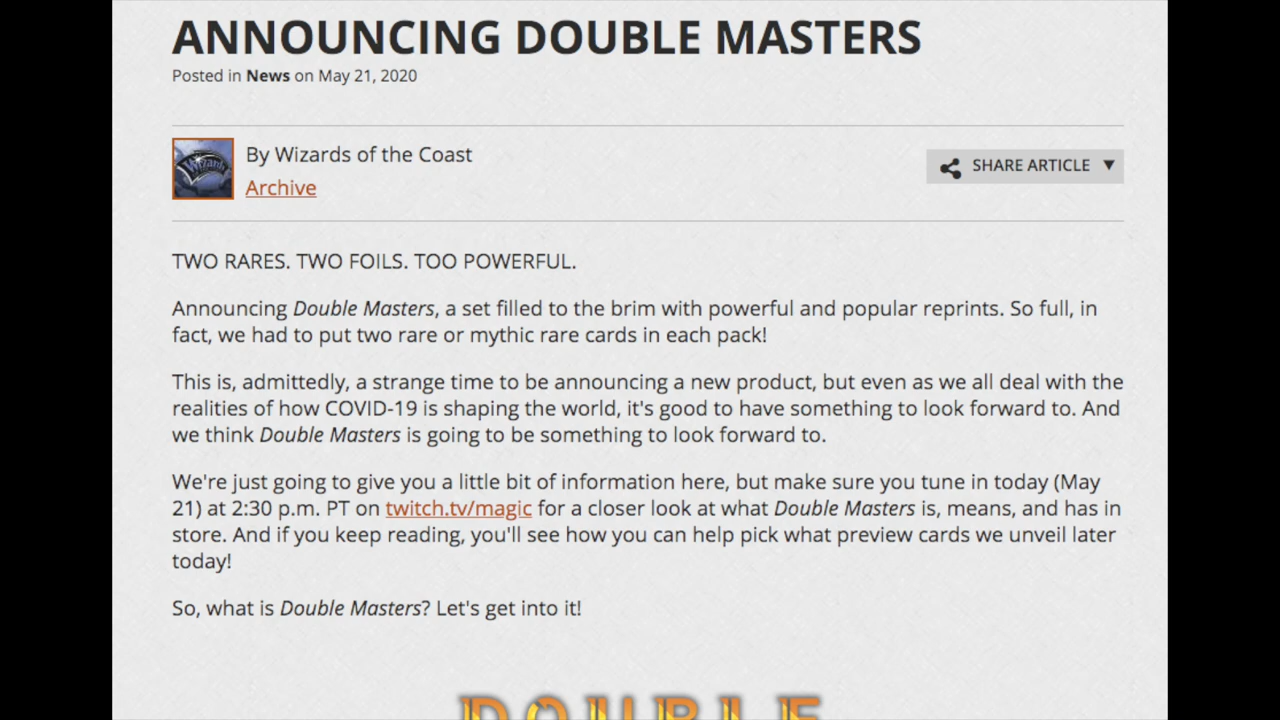 ANNOUNCING DOUBLE MASTERS
Posted in News on May 21, 2020
Wizards
By Wizards of the Coast
Archive
SHARE ARTICLE ▼
TWO RARES. TWO FOILS. TOO POWERFUL.
Announcing Double Masters, a set filled to the brim with powerful and popular reprints. So full, in
fact, we had to put two rare or mythic rare cards in each pack!
This is, admittedly, a strange time to be announcing a new product, but even as we all deal with the
realities of how COVID-19 is shaping the world, it's good to have something to look forward to. And
we think Double Masters is going to be something to look forward to.
We're just going to give you a little bit of information here, but make sure you tune in today (May
21) at 2:30 p.m. PT on twitch.tv/magic for a closer look at what Double Masters is, means, and has in
store. And if you keep reading, you'll see how you can help pick what preview cards we unveil later
today!
So, what is Double Masters? Let's get into it!
DOUBLE